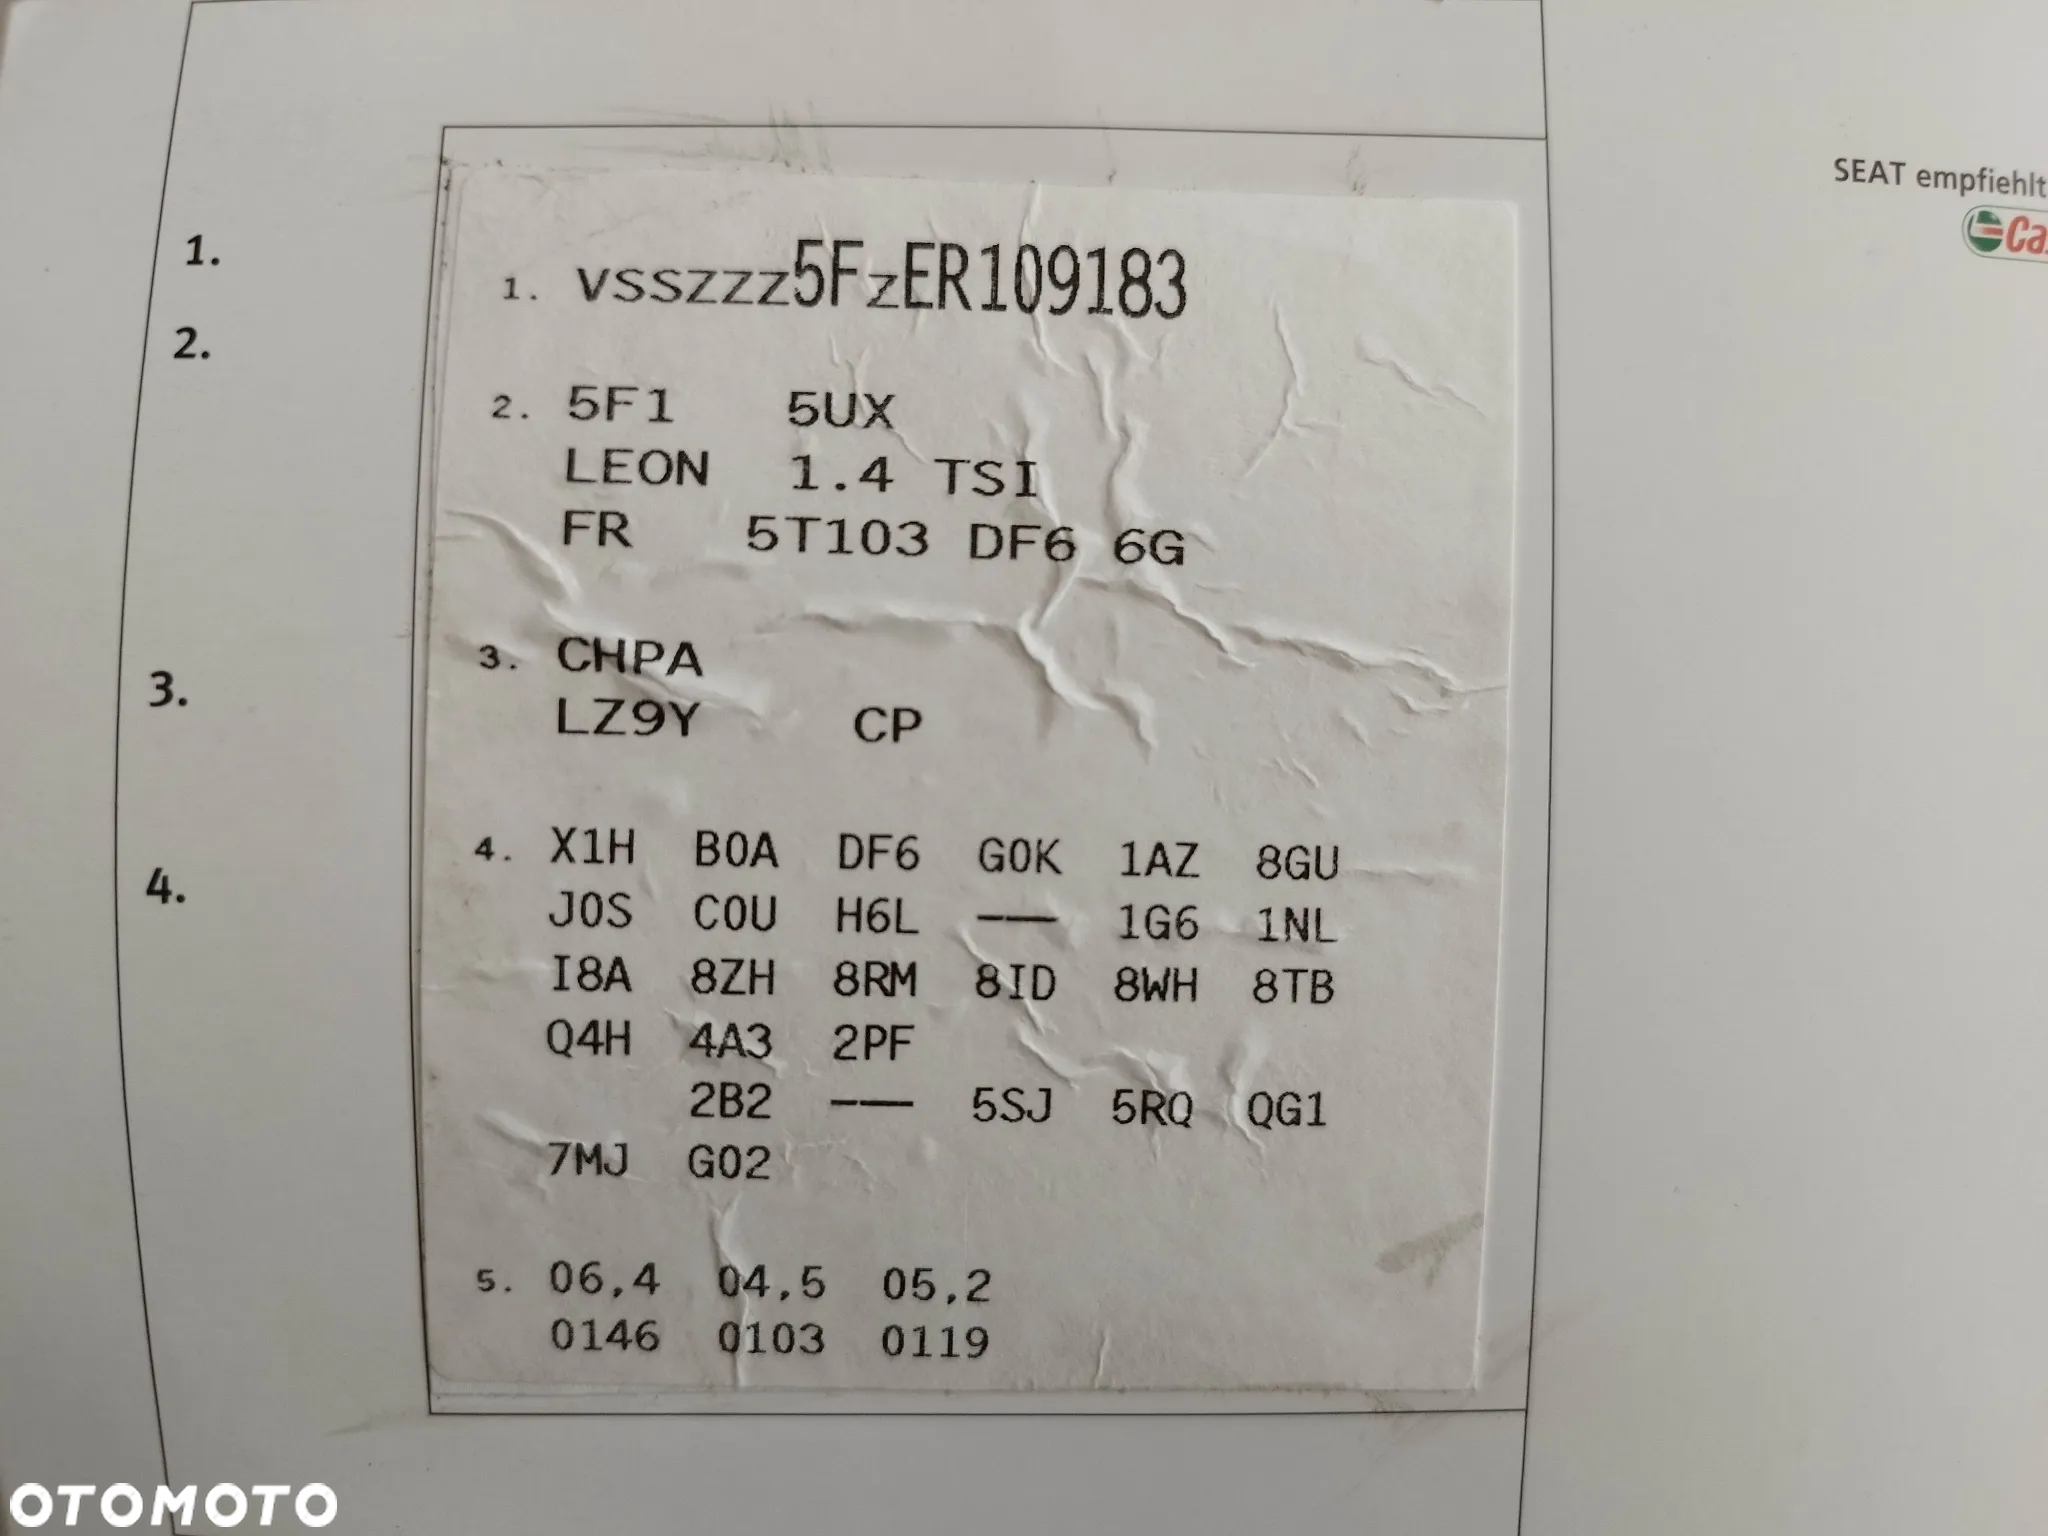 SEAT empfiehlt
1.
2.
3.
4.
1. VSSZZZ5FZER109183
2. 5F1 5UX
LEON 1.4 TSI
FR 5T103 DF6 6G
3. CHPA
LZ9Y CP
4. X1H B0A DF6 G0K 1AZ 8GU
J0S C0U H6L --- 1G6 1NL
I8A 8ZH 8RM 8ID 8WH 8TB
Q4H 4A3 2PF
2B2 --- 5SJ 5RQ QG1
7MJ G02
5. 06,4 04,5 05,2
0146 0103 0119
OTOMOTO